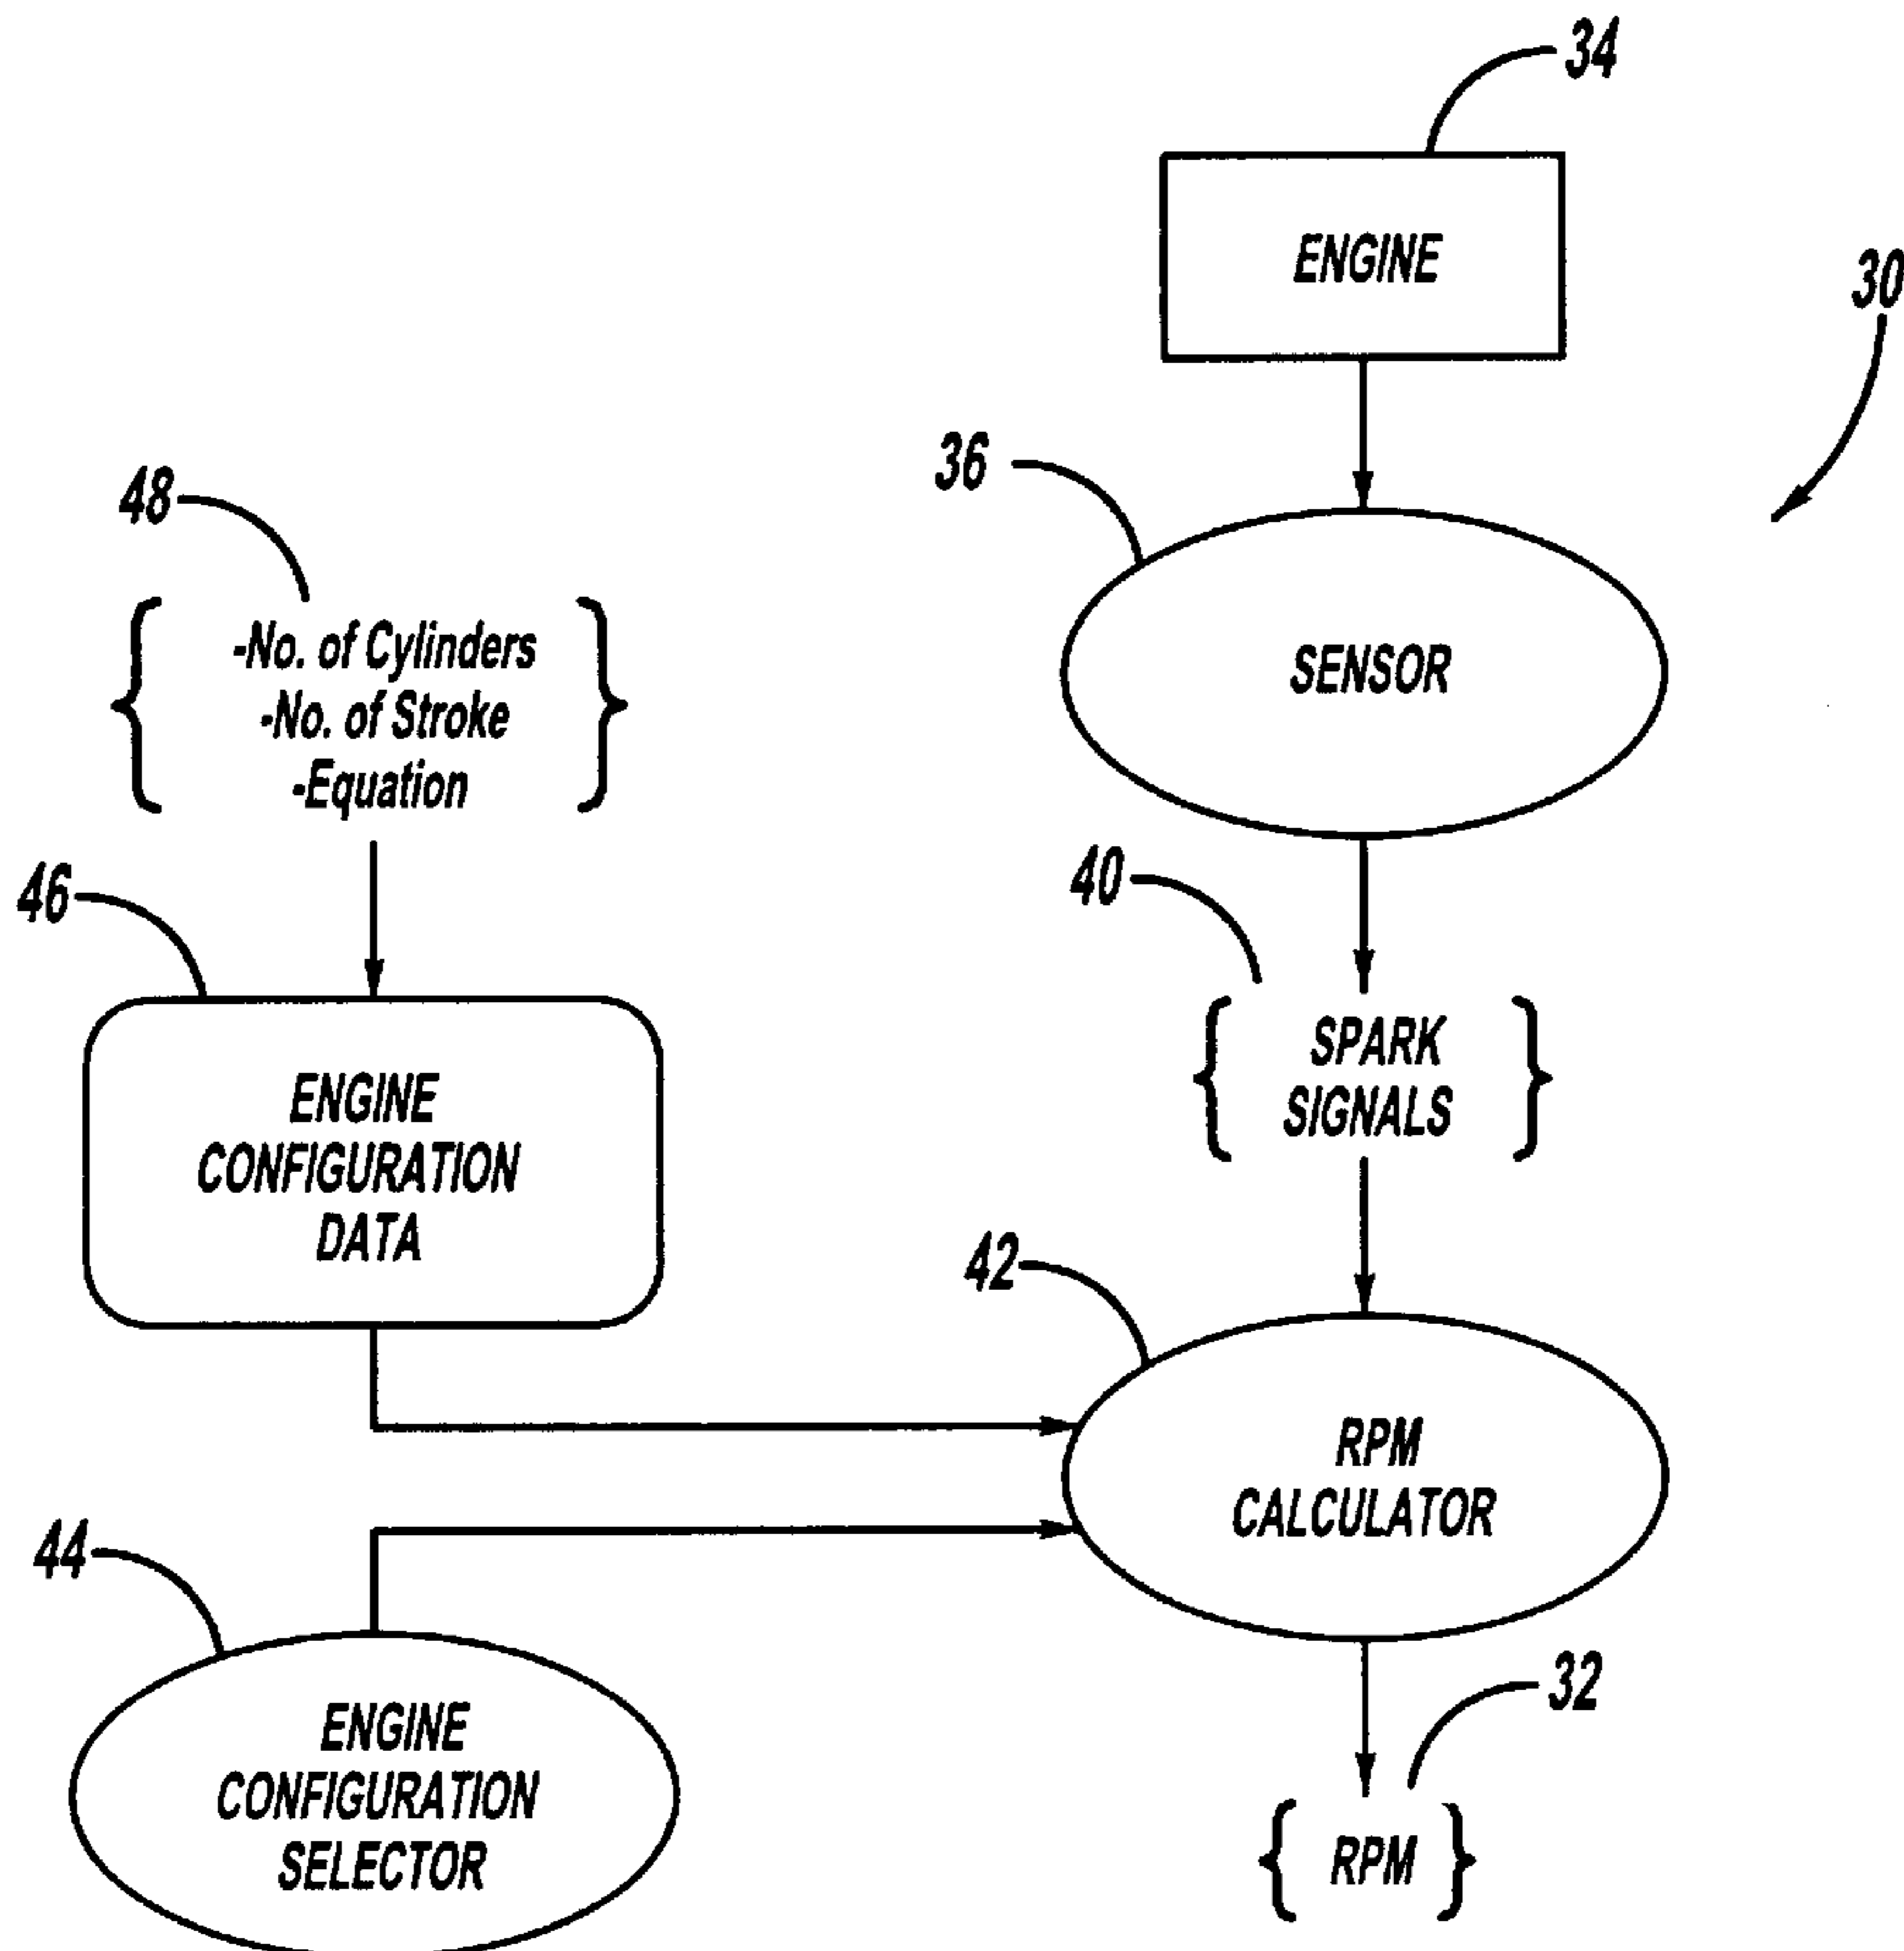 34
ENGINE
30
36
SENSOR
48
-No. of Cylinders
-No. of Stroke
-Equation
40
SPARK
SIGNALS
46
ENGINE
CONFIGURATION
DATA
42
RPM
CALCULATOR
44
ENGINE
CONFIGURATION
SELECTOR
32
RPM